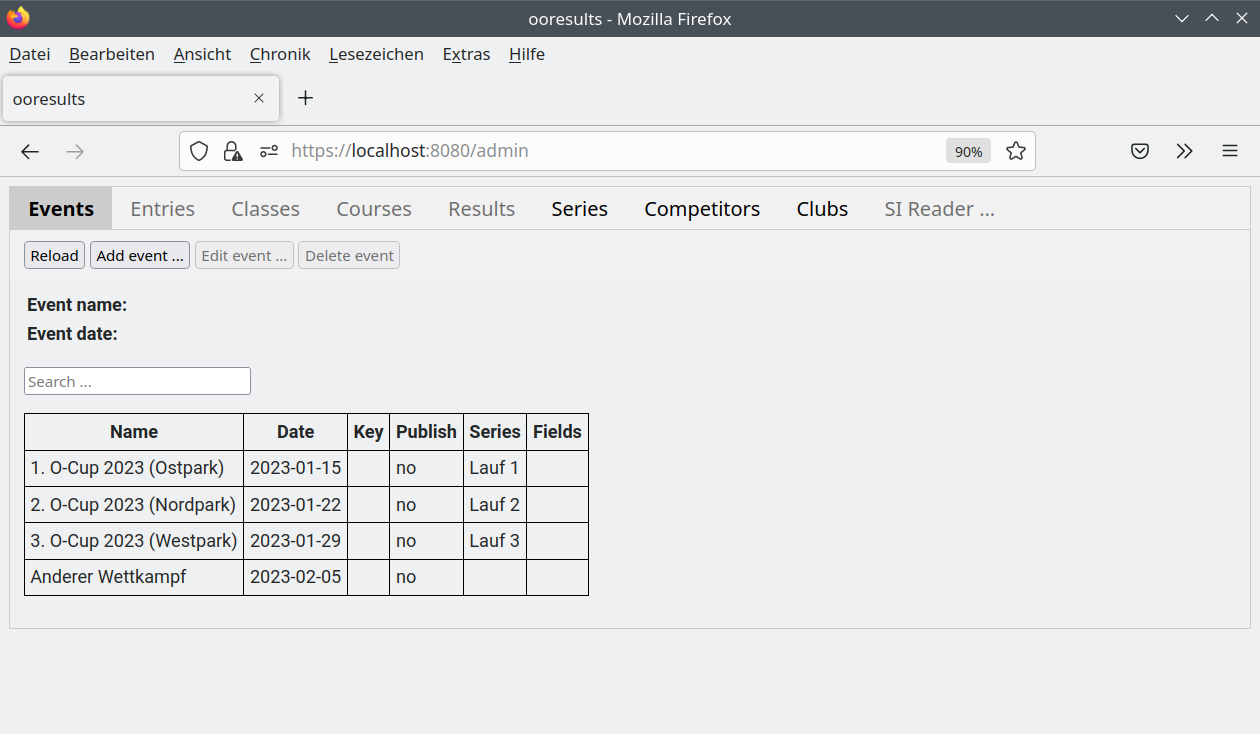 ooresults - Mozilla Firefox
Datei Bearbeiten Ansicht Chronik Lesezeichen Extras Hilfe
ooresults
https://localhost:8080/admin 90%
Events Entries Classes Courses Results Series Competitors Clubs SI Reader ...
Reload Add event ... Edit event ... Delete event
Event name:
Event date:
Search ...
Name Date Key Publish Series Fields
1. O-Cup 2023 (Ostpark) 2023-01-15 no Lauf 1
2. O-Cup 2023 (Nordpark) 2023-01-22 no Lauf 2
3. O-Cup 2023 (Westpark) 2023-01-29 no Lauf 3
Anderer Wettkampf 2023-02-05 no